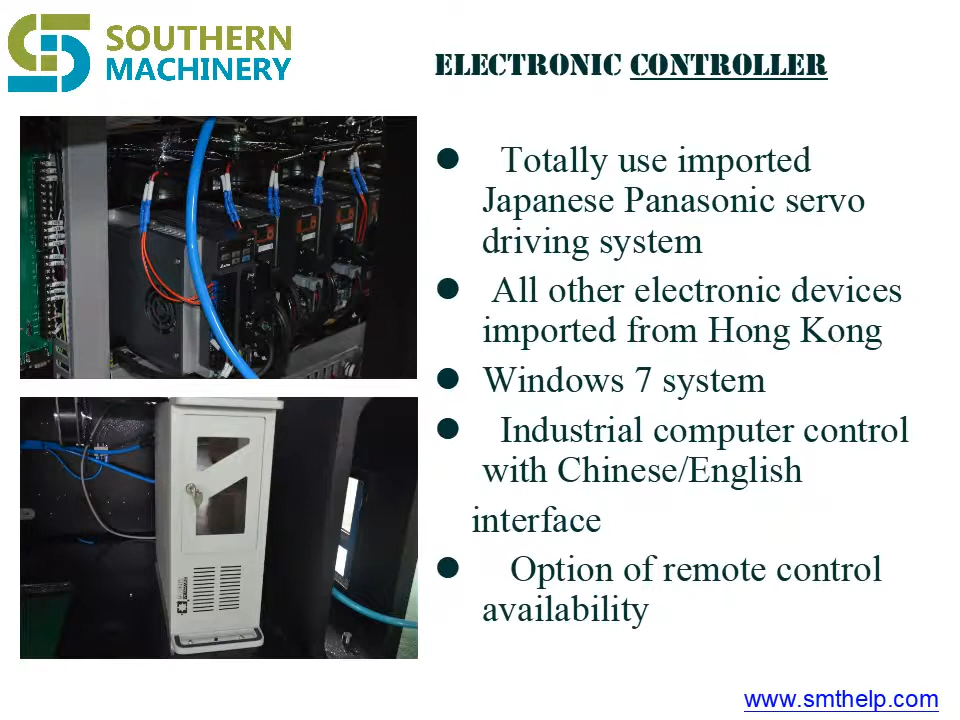 SOUTHERN
MACHINERY
ELECTRONIC CONTROLLER
● Totally use imported
Japanese Panasonic servo
driving system
● All other electronic devices
imported from Hong Kong
● Windows 7 system
● Industrial computer control
with Chinese/English
interface
● Option of remote control
availability
www.smthelp.com